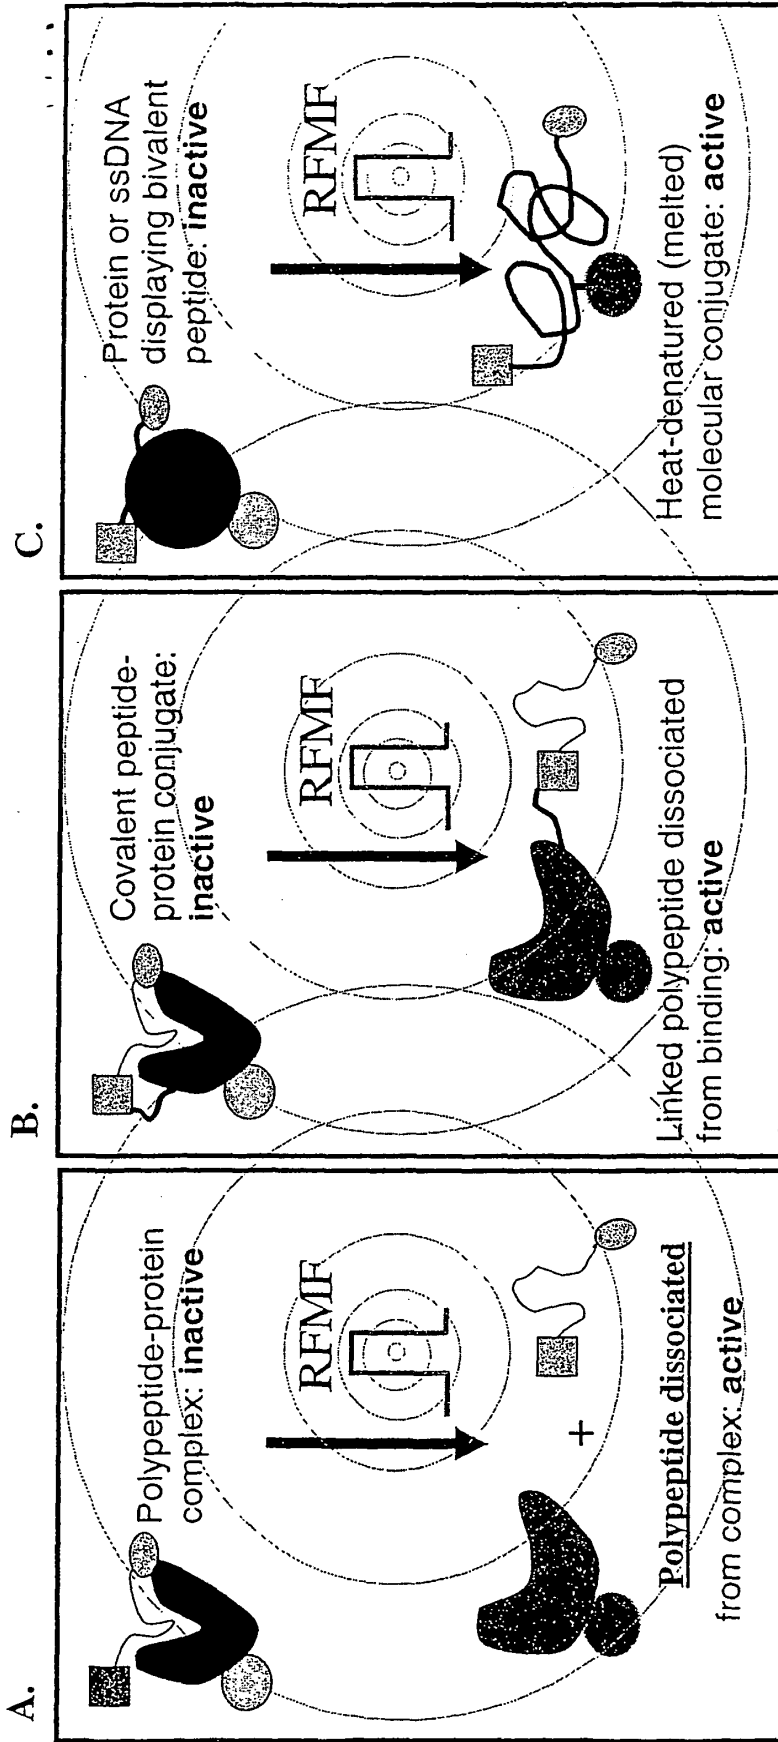 A.
Polypeptide-protein
complex: inactive
RFMF
+
Polypeptide dissociated
from complex: active
B.
Covalent peptide-
protein conjugate:
inactive
RFMF
Linked polypeptide dissociated
from binding: active
C.
Protein or ssDNA
displaying bivalent
peptide: inactive
RFMF
Heat-denatured (melted)
molecular conjugate: active